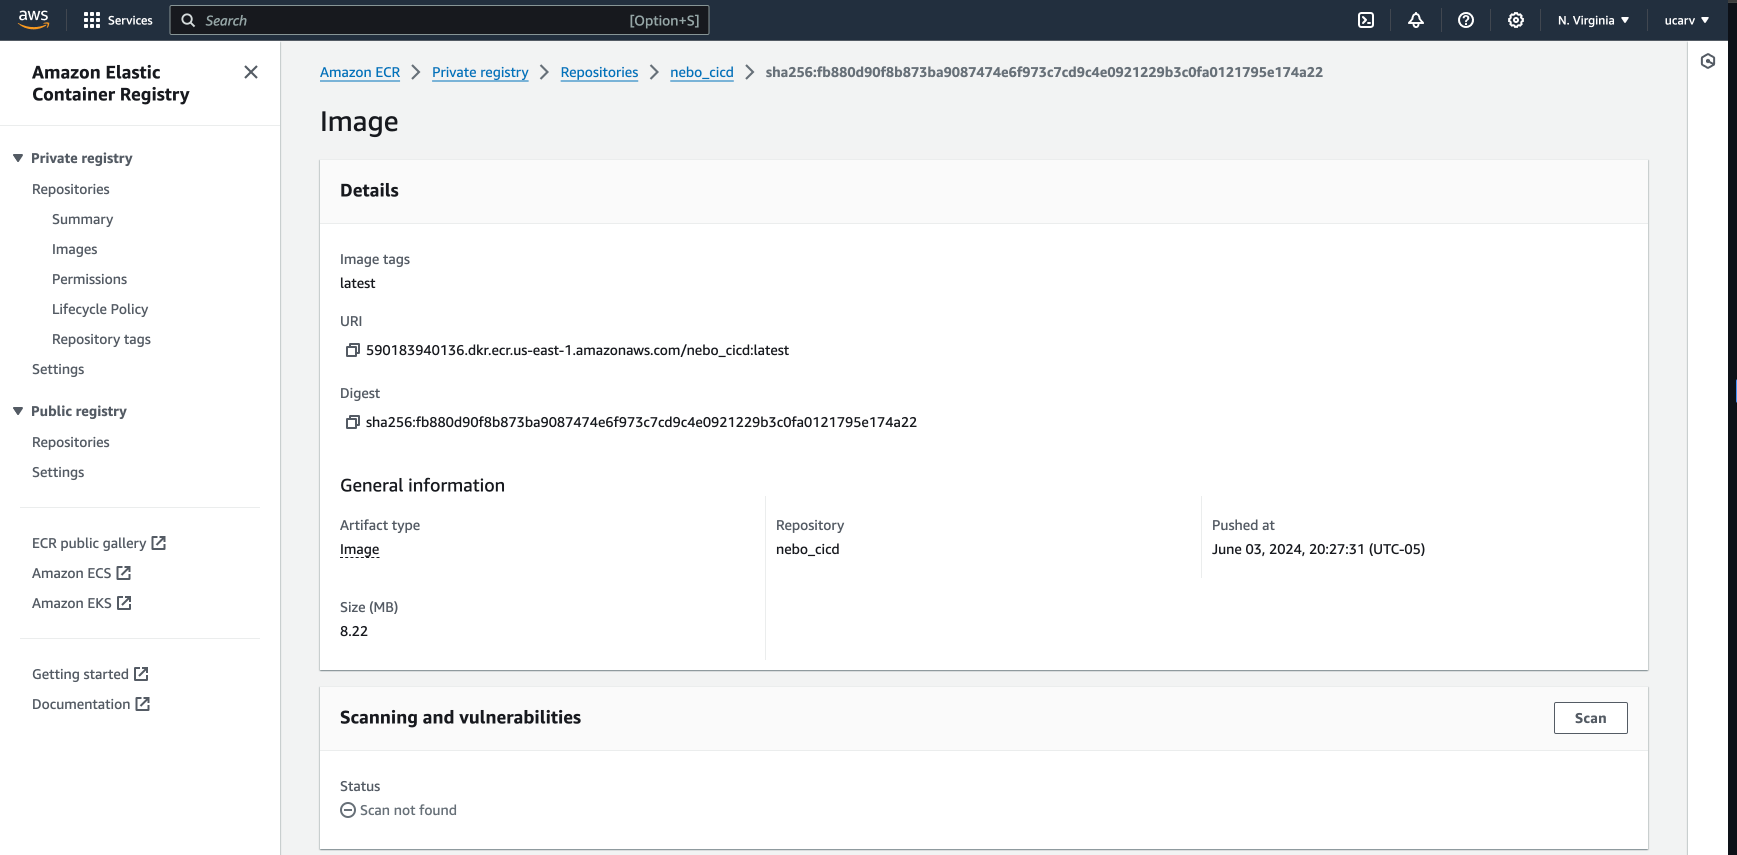 aws
Services
Search
[Option+S]
N. Virginia
ucarv
Amazon Elastic
Container Registry
Private registry
Repositories
Summary
Images
Permissions
Lifecycle Policy
Repository tags
Settings
Public registry
Repositories
Settings
ECR public gallery
Amazon ECS
Amazon EKS
Getting started
Documentation
Amazon ECR
Private registry
Repositories
nebo_cicd
sha256:fb880d90f8b873ba9087474e6f973c7cd9c4e0921229b3c0fa0121795e174a22
Image
Details
Image tags
latest
URI
590183940136.dkr.ecr.us-east-1.amazonaws.com/nebo_cicd:latest
Digest
sha256:fb880d90f8b873ba9087474e6f973c7cd9c4e0921229b3c0fa0121795e174a22
General information
Artifact type
Image
Repository
nebo_cicd
Pushed at
June 03, 2024, 20:27:31 (UTC-05)
Size (MB)
8.22
Scanning and vulnerabilities
Scan
Status
Scan not found